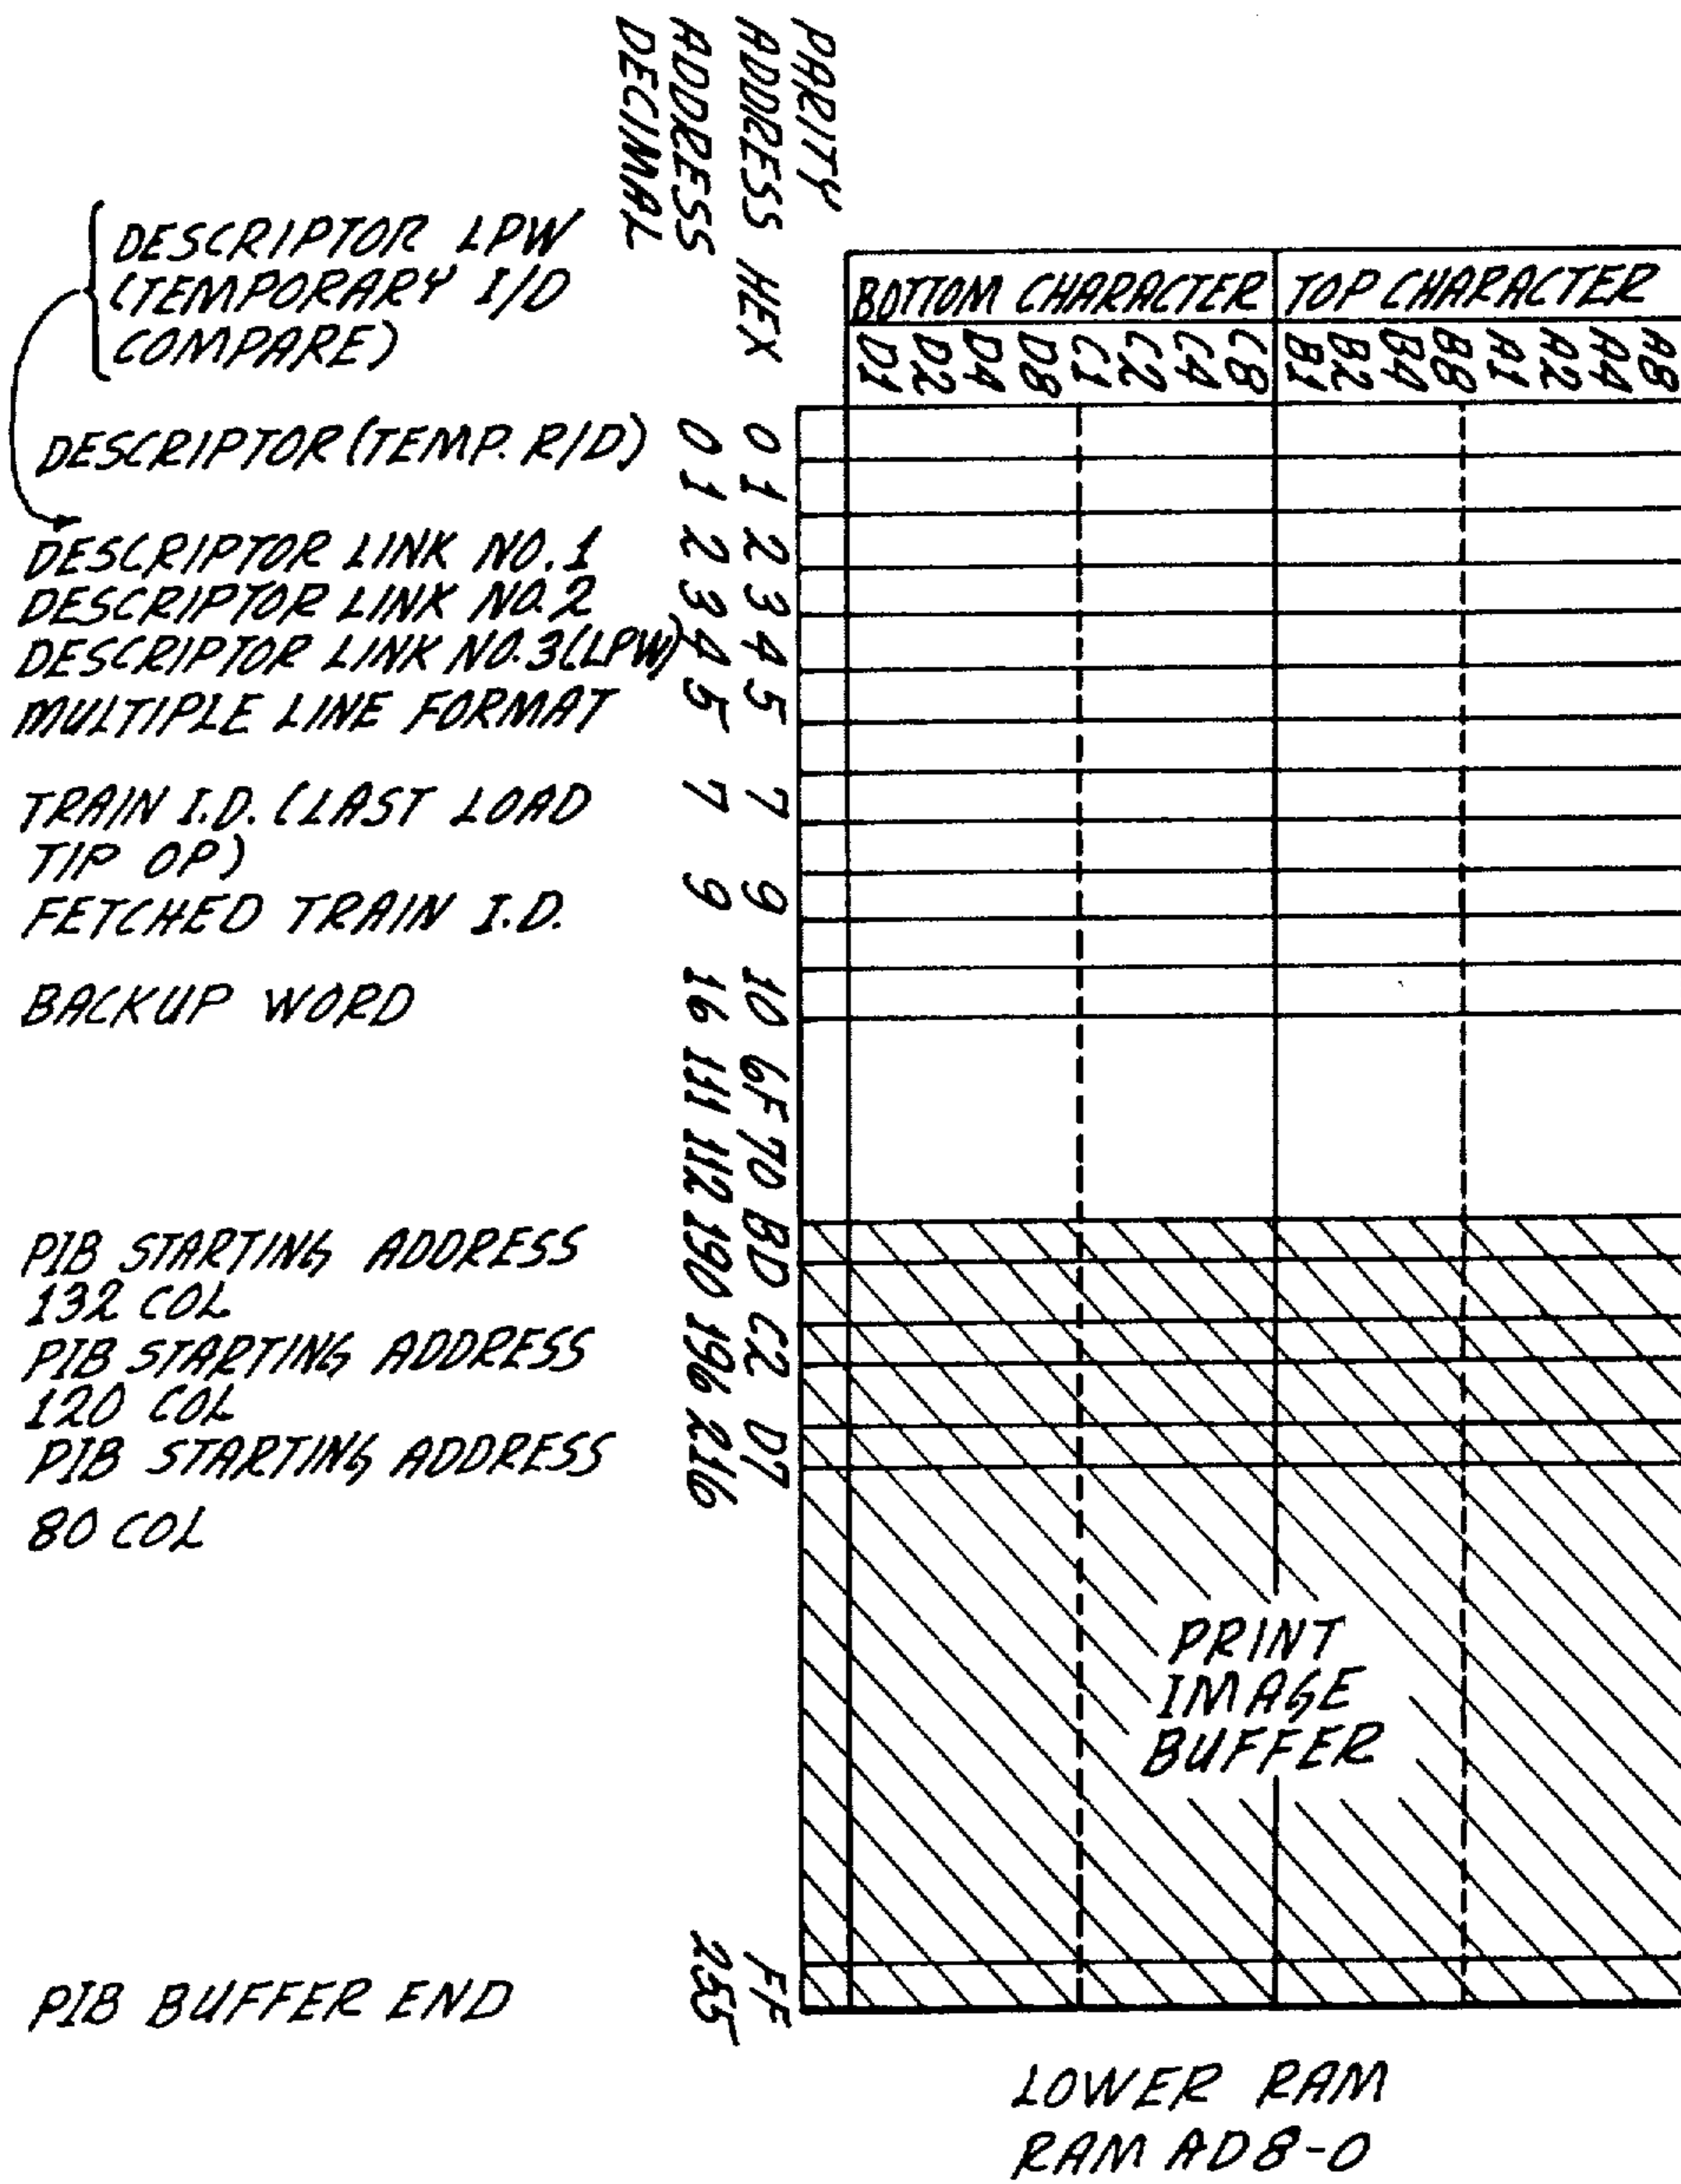 PARITY
ADDRESS HEX
ADDRESS
DECIMAL
DESCRIPTOR LPW
(TEMPORARY I/D
COMPARE)
BOTTOM CHARACTER TOP CHARACTER
D1 D2 D4 D8 C1 C2 C4 C8 B1 B2 B4 B8 A1 A2 A4 A8
DESCRIPTOR (TEMP. R/D) 0 0
1 1
DESCRIPTOR LINK NO. 1 2 2
DESCRIPTOR LINK NO. 2 3 3
DESCRIPTOR LINK NO. 3 (LPW) 4 4
MULTIPLE LINE FORMAT 5 5
TRAIN I.D. (LAST LOAD 7 7
TIP OP)
FETCHED TRAIN I.D. 9 9
BACKUP WORD 16 10
111 6F
112 70
PIB STARTING ADDRESS 190 BD
132 COL
PIB STARTING ADDRESS 196 C2
120 COL
PIB STARTING ADDRESS 216 D7
80 COL
PRINT
IMAGE
BUFFER
PIB BUFFER END 255 FF
LOWER RAM
RAM AD8-0